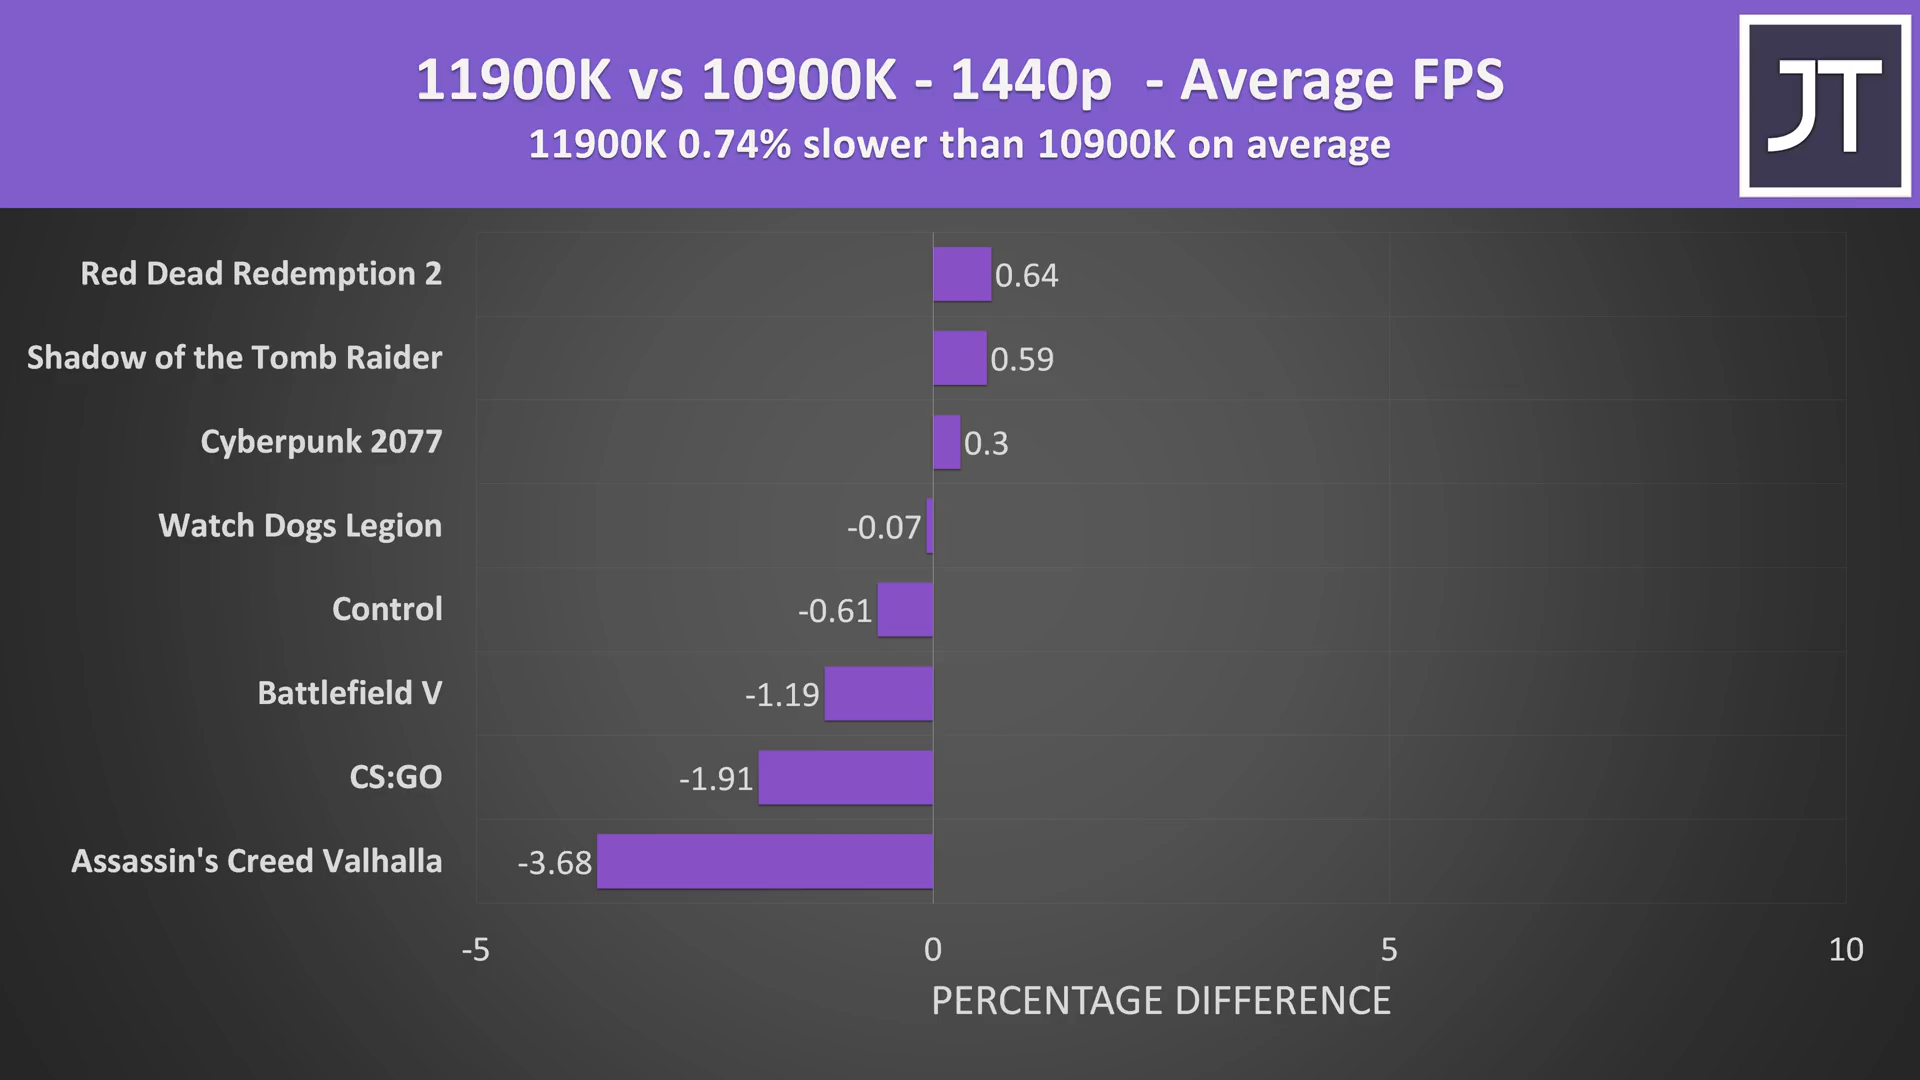 11900K vs 10900K - 1440p - Average FPS
11900K 0.74% slower than 10900K on average
JT
Red Dead Redemption 2
0.64
Shadow of the Tomb Raider
0.59
Cyberpunk 2077
0.3
Watch Dogs Legion
-0.07
Control
-0.61
Battlefield V
-1.19
CS:GO
-1.91
Assassin's Creed Valhalla
-3.68
-5 0 5 10
PERCENTAGE DIFFERENCE